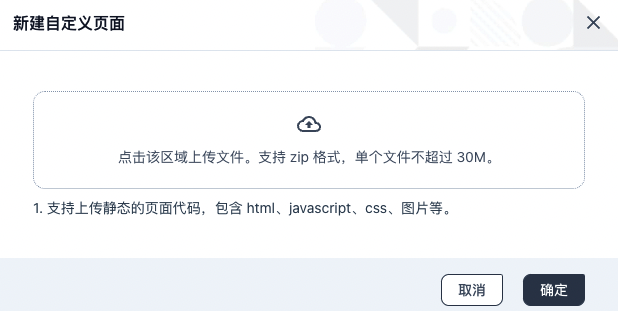 新建自定义页面
点击该区域上传文件。支持 zip 格式，单个文件不超过 30M。
1. 支持上传静态的页面代码，包含 html、javascript、css、图片等。
取消
确定